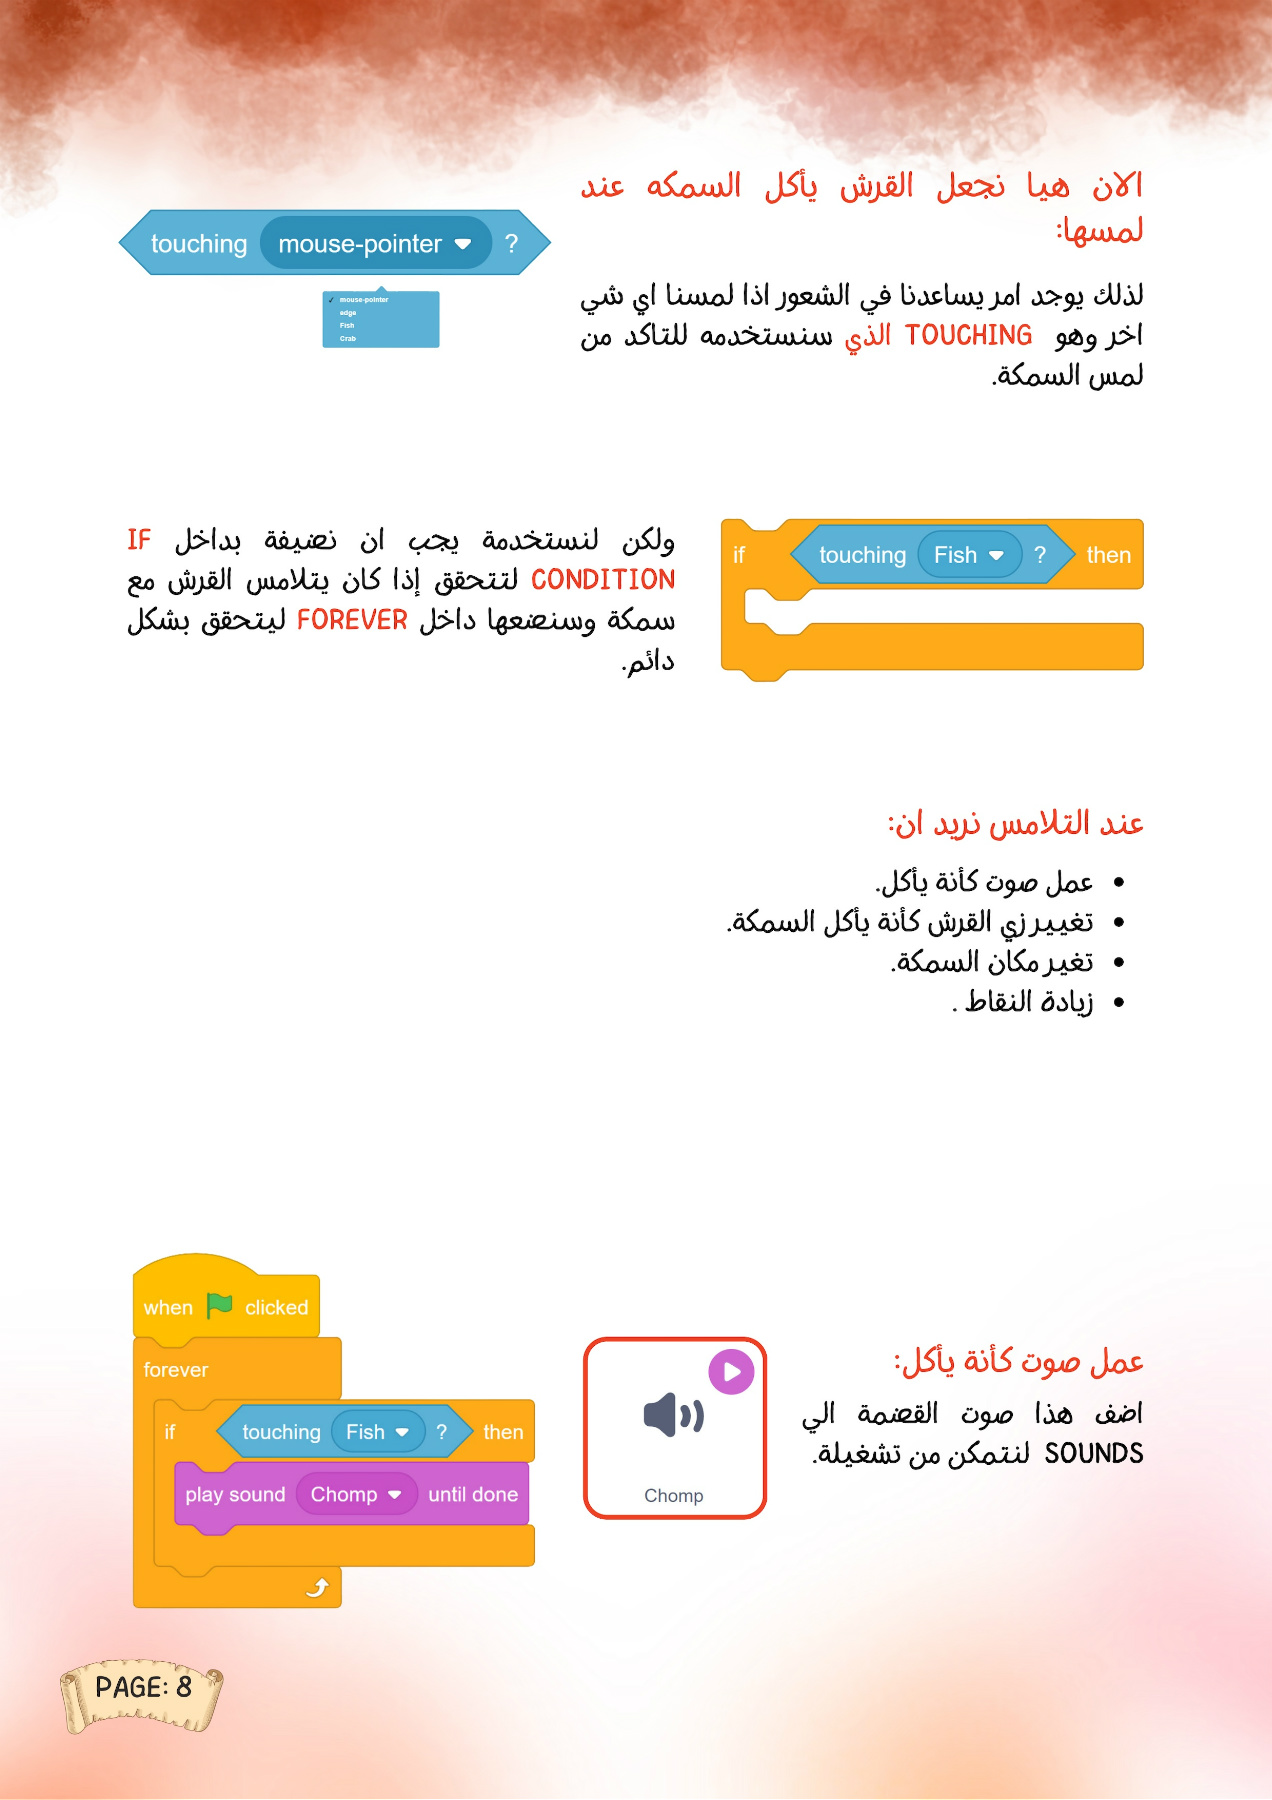 الان هيا نجعل القرش يأكل السمكه عند
لمسها:
touching mouse-pointer ?
✓ mouse-pointer
edge
Fish
Crab
لذلك يوجد امر يساعدنا في الشعور اذا لمسنا اي شي
اخر وهو TOUCHING الذي سنستخدمه للتاكد من
لمس السمكة.
if touching Fish ? then
ولكن لنستخدمة يجب ان نضيفة بداخل IF
CONDITION لتتحقق إذا كان يتلامس القرش مع
سمكة وسنضعها داخل FOREVER ليتحقق بشكل
دائم.
عند التلامس نريد ان:
• عمل صوت كأنة يأكل.
• تغيير زي القرش كأنة يأكل السمكة.
• تغير مكان السمكة.
• زيادة النقاط .
عمل صوت كأنة يأكل:
اضف هذا صوت القضمة الي
SOUNDS لنتمكن من تشغيلة.
Chomp
when clicked
forever
if touching Fish ? then
play sound Chomp until done
PAGE: 8